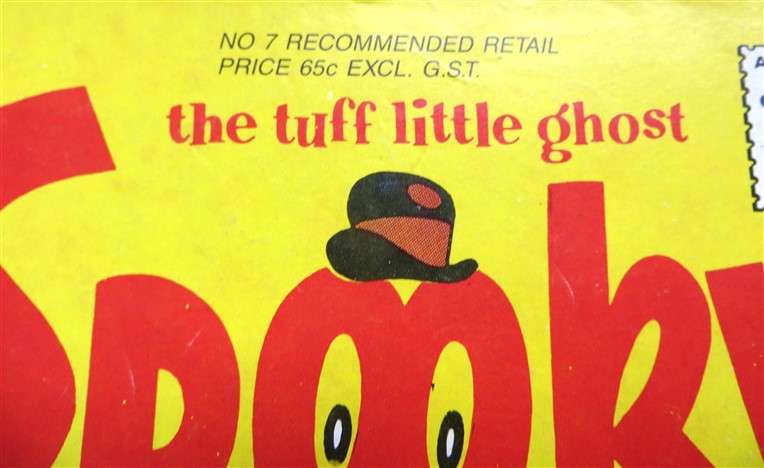 NO 7 RECOMMENDED RETAIL
PRICE 65c EXCL. G.S.T.
the tuff little ghost
Spooky